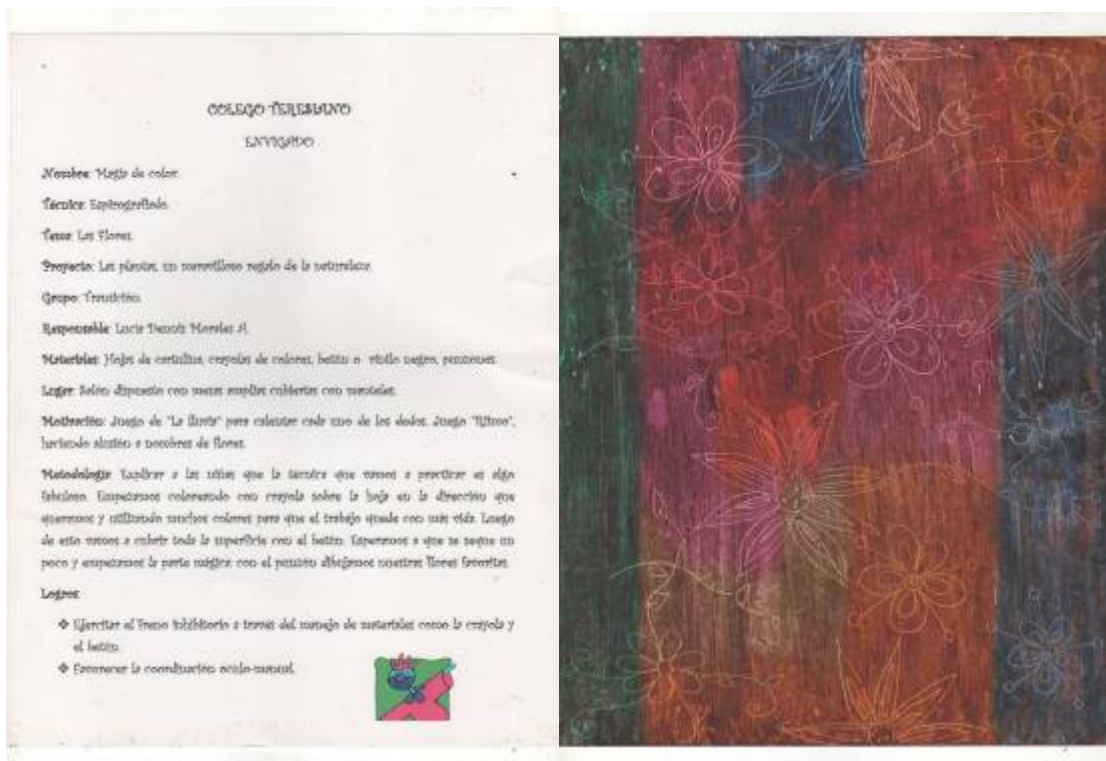 COLEGO TERESIANO
ENVIGADO
Nombre: Magia de color.
Técnica: Espirografiado.
Tema: Las Flores.
Proyecto: Las plantas, un maravilloso regalo de la naturaleza.
Grupo: Transición.
Responsable: Lucía Dennis Morales A.
Materiales: Hojas de cartulina, crayolas de colores, betún o vinilo negro, punzones.
Lugar: Salón dispuesto con mesas amplias cubiertas con manteles.
Motivación: Juego de "La lluvia" para calentar cada uno de los dedos. Juego "Ritmo",
haciendo alusión a nombres de flores.
Metodología: Explicar a las niñas que la técnica que vamos a practicar es algo
fabuloso. Empezamos coloreando con crayola sobre la hoja en la dirección que
queramos y utilizando muchos colores para que el trabajo quede con más vida. Luego
de esto vamos a cubrir toda la superficie con el betún. Esperamos a que se seque un
poco y empezamos la parte mágica: con el punzón dibujamos nuestras flores favoritas.
Logros:
❖ Ejercitar el freno inhibitorio a través del manejo de materiales como la crayola y
el betún.
❖ Favorecer la coordinación óculo-manual.